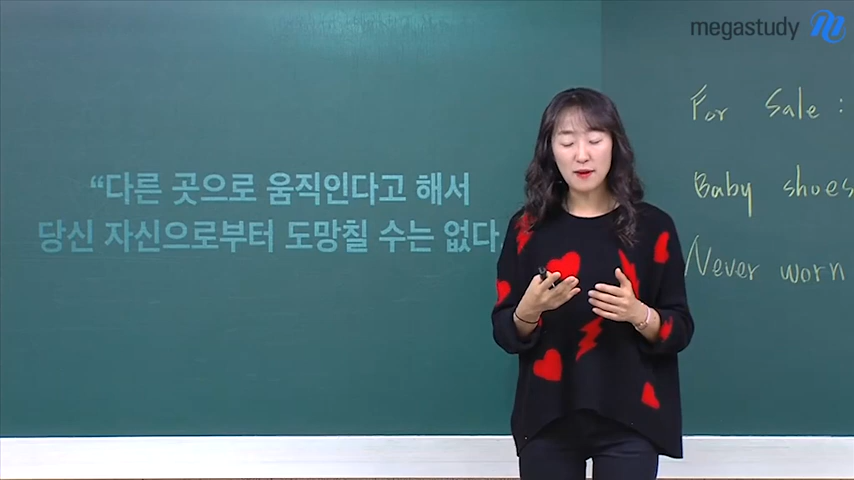 megastudy
For Sale :
Baby shoes
Never worn
“다른 곳으로 움직인다고 해서
당신 자신으로부터 도망칠 수는 없다.